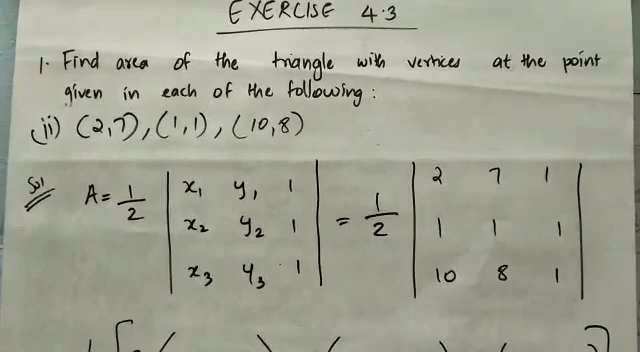 EXERCISE 4.3
1. Find area of the triangle with vertices at the point
given in each of the following :
(ii) (2,7), (1,1), (10,8)
Sol A = 1/2 | x₁ y₁ 1 | = 1/2 | 2 7 1 |
| x₂ y₂ 1 | | 1 1 1 |
| x₃ y₃ 1 | | 10 8 1 |